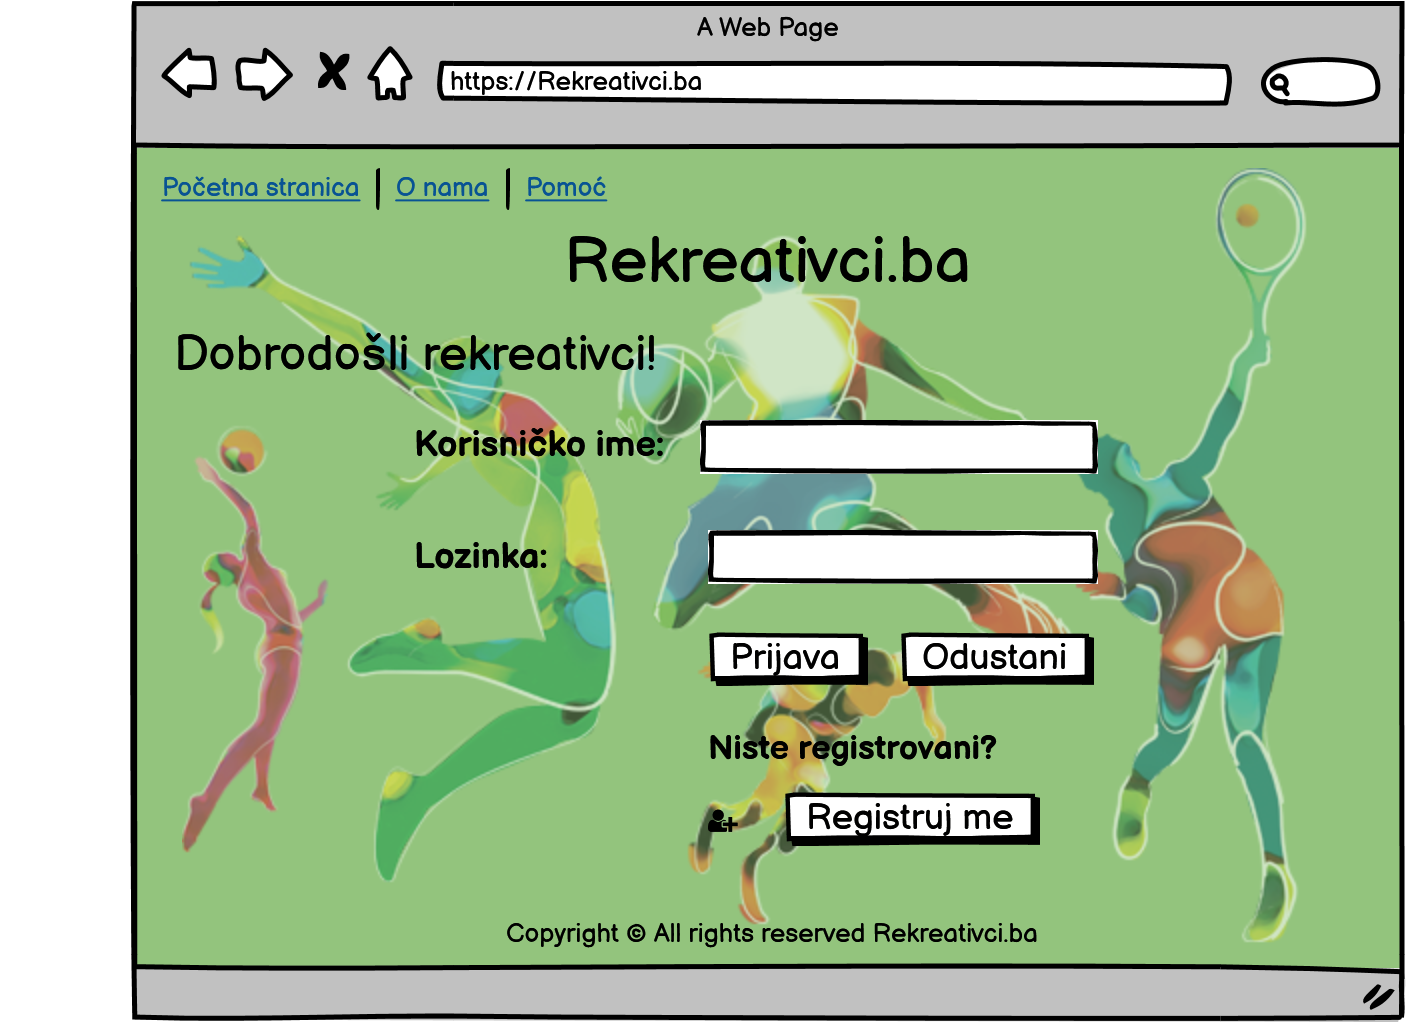 A Web Page
https://Rekreativci.ba
Početna stranica | O nama | Pomoć
Rekreativci.ba
Dobrodošli rekreativci!
Korisničko ime:
Lozinka:
Prijava Odustani
Niste registrovani?
Registruj me
Copyright © All rights reserved Rekreativci.ba